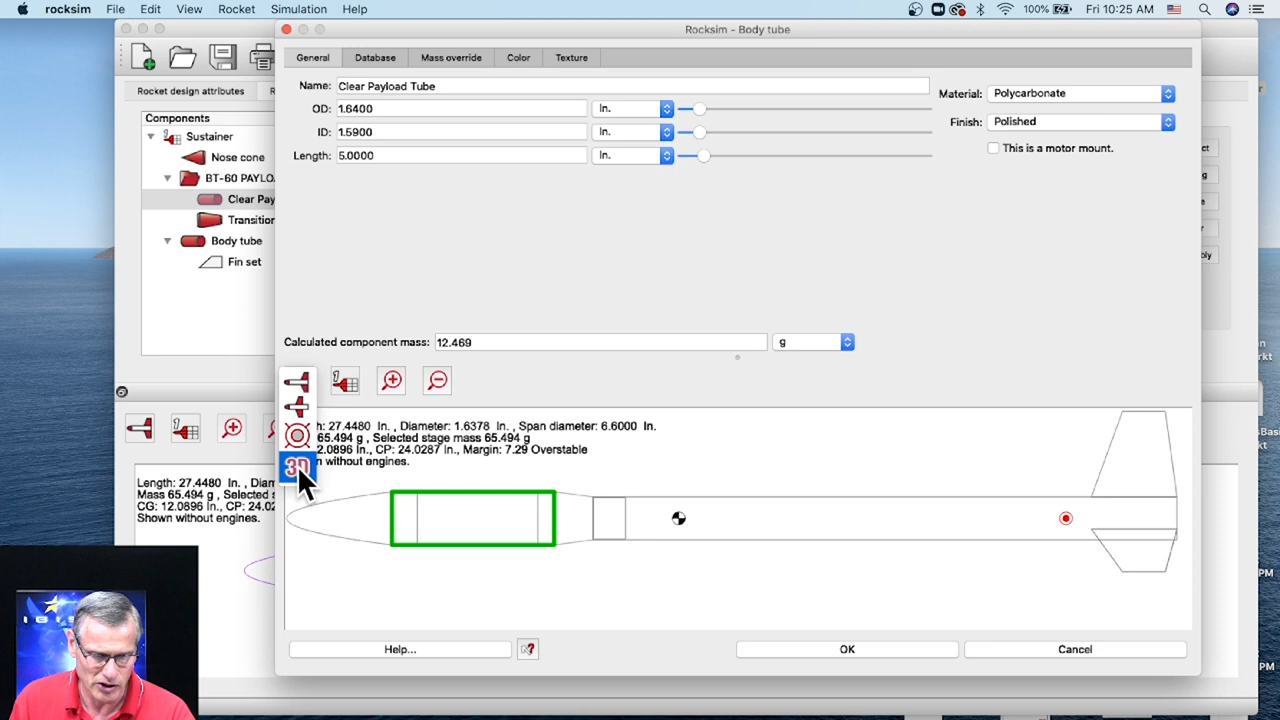 rocksim File Edit View Rocket Simulation Help 100% Fri 10:25 AM
Rocksim - Body tube
General Database Mass override Color Texture
Rocket design attributes R
Components
Sustainer
Nose cone
BT-60 PAYLO
Clear Pay
Transition
Body tube
Fin set
Name: Clear Payload Tube
OD: 1.6400 In.
ID: 1.5900 In.
Length: 5.0000 In.
Material: Polycarbonate
Finish: Polished
This is a motor mount.
Calculated component mass: 12.469 g
3D
h: 27.4480 In. , Diameter: 1.6378 In., Span diameter: 6.6000 In.
65.494 g , Selected stage mass 65.494 g
2.0896 In., CP: 24.0287 In., Margin: 7.29 Overstable
n without engines.
Length: 27.4480 In. , Diam
Mass 65.494 g , Selected s
CG: 12.0896 In., CP: 24.02
Shown without engines.
Help... OK Cancel